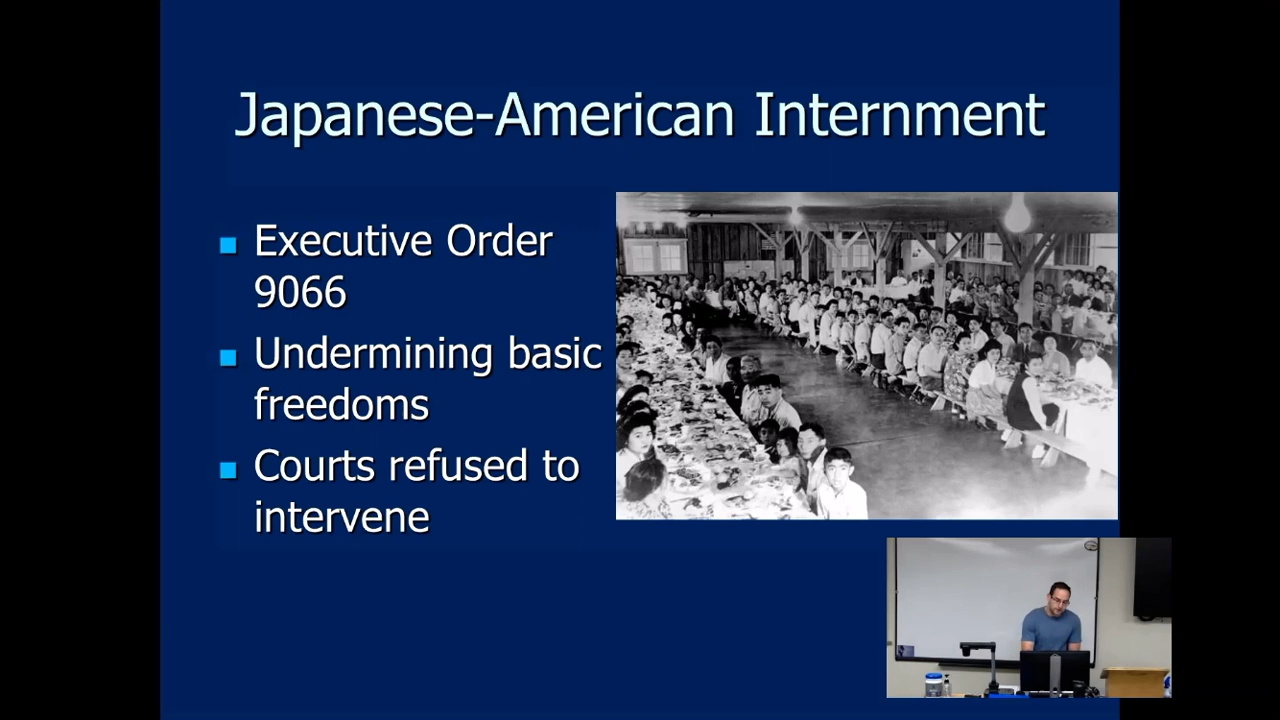 Japanese-American Internment
Executive Order
9066
Undermining basic
freedoms
Courts refused to
intervene